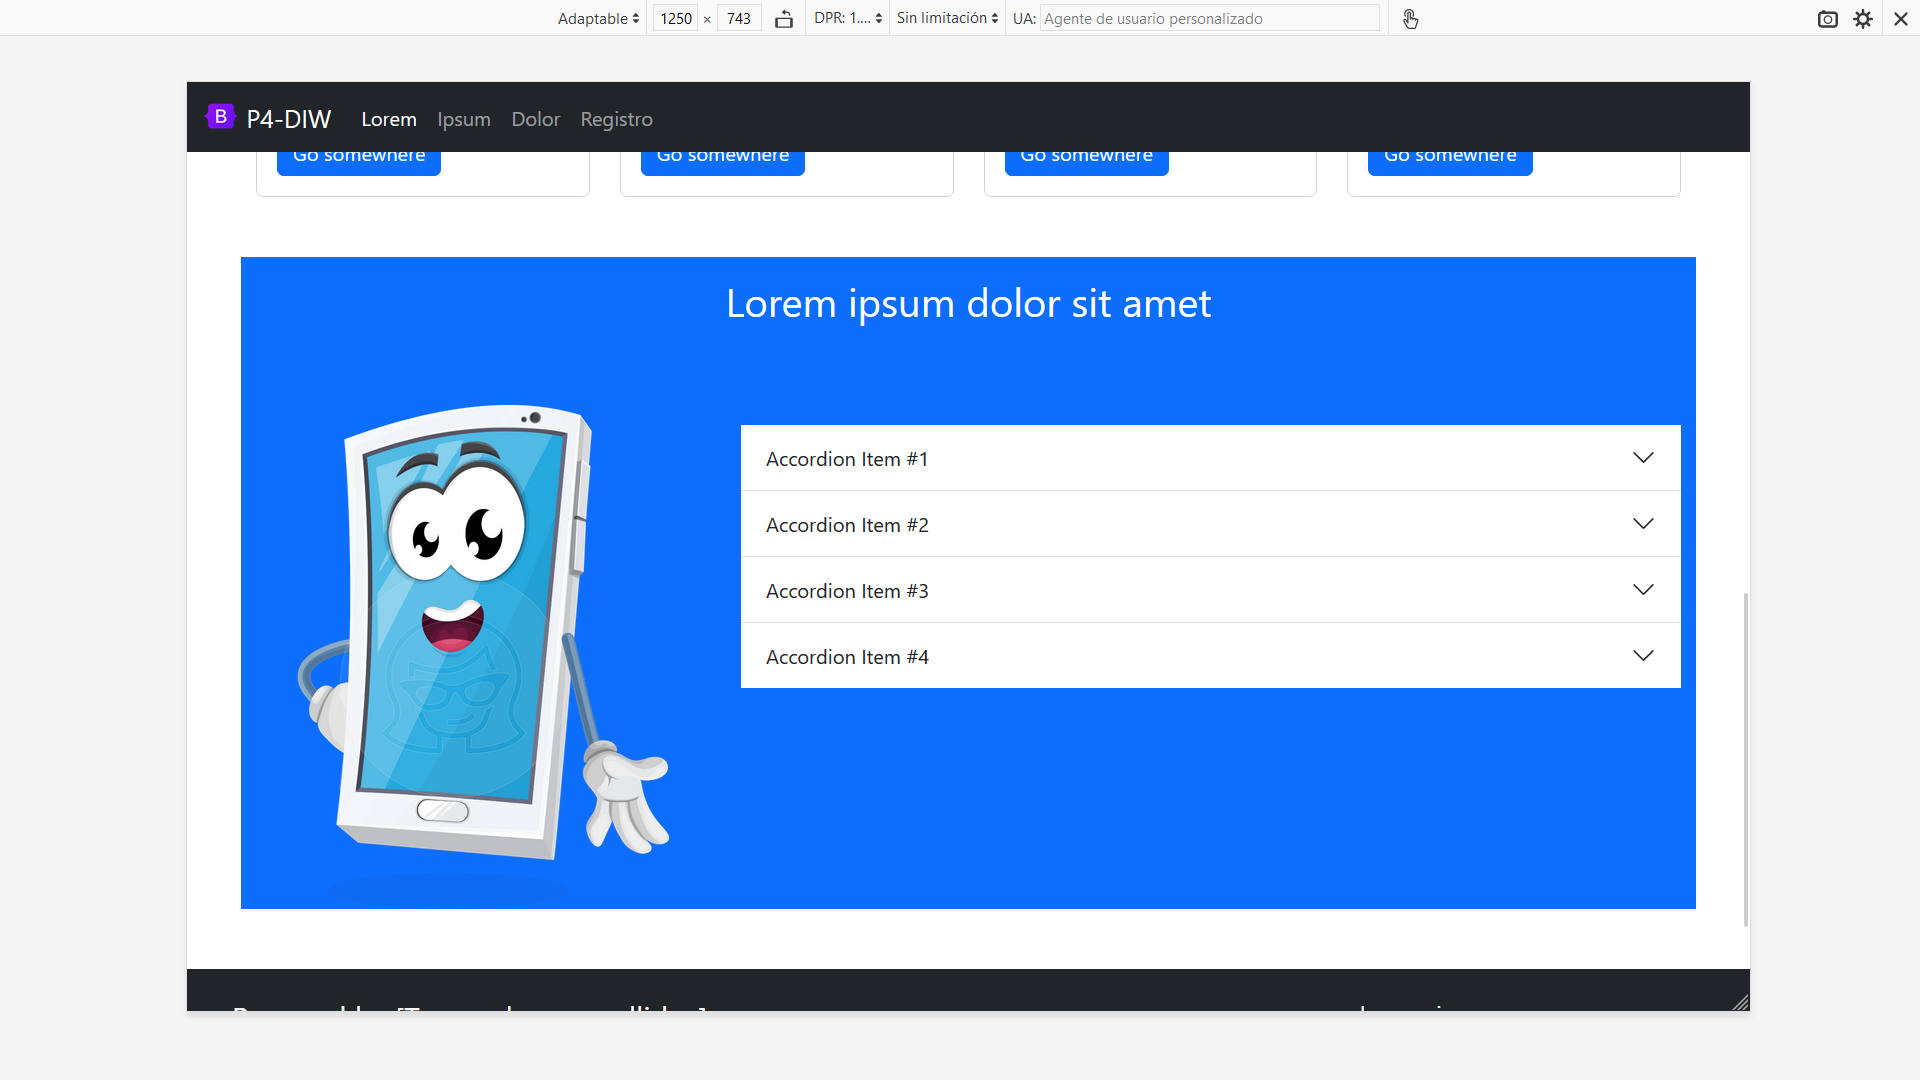 Adaptable 1250 × 743 DPR: 1.... Sin limitación UA: Agente de usuario personalizado
B P4-DIW Lorem Ipsum Dolor Registro
Go somewhere Go somewhere Go somewhere Go somewhere
Lorem ipsum dolor sit amet
Accordion Item #1
Accordion Item #2
Accordion Item #3
Accordion Item #4